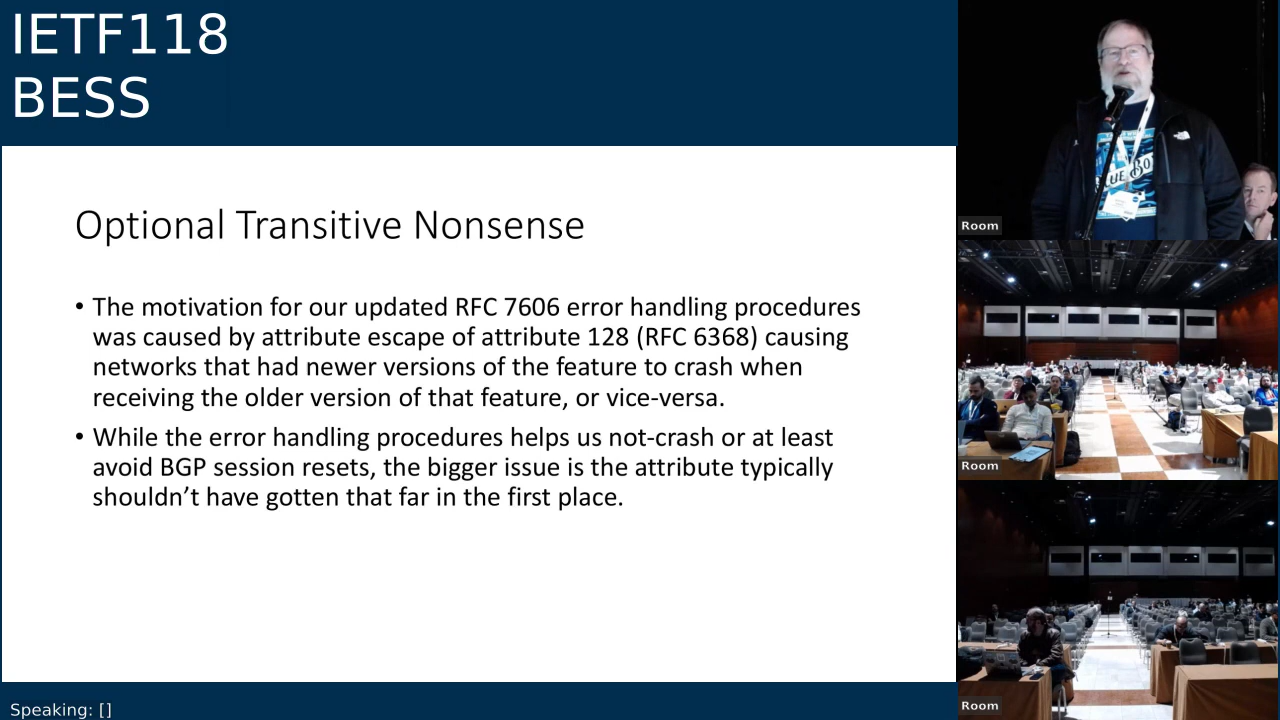 IETF118
BESS
Optional Transitive Nonsense
• The motivation for our updated RFC 7606 error handling procedures
was caused by attribute escape of attribute 128 (RFC 6368) causing
networks that had newer versions of the feature to crash when
receiving the older version of that feature, or vice-versa.
• While the error handling procedures helps us not-crash or at least
avoid BGP session resets, the bigger issue is the attribute typically
shouldn’t have gotten that far in the first place.
Speaking: []
Room
Room
Room